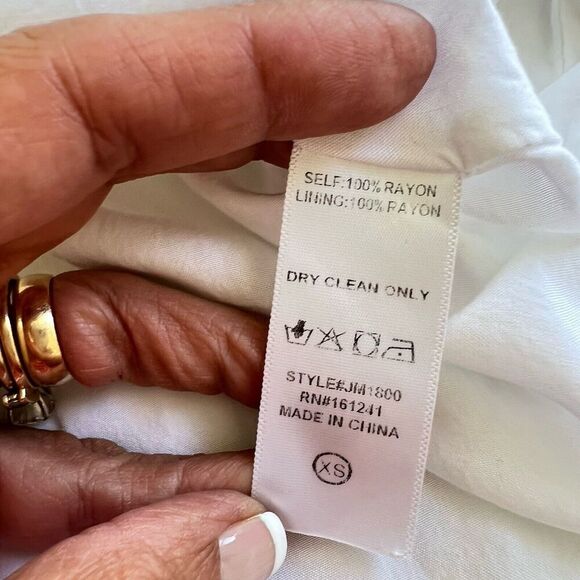 SELF:100% RAYON
LINING:100% RAYON
DRY CLEAN ONLY
STYLE#JM1800
RN#161241
MADE IN CHINA
XS